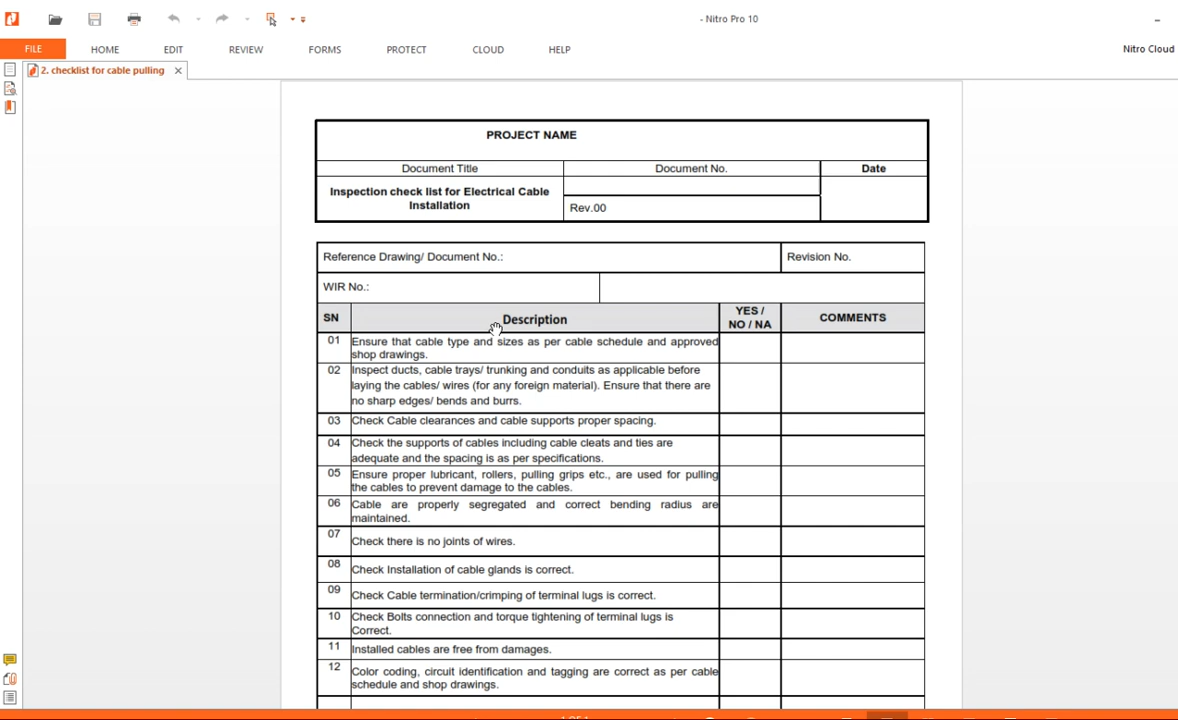 - Nitro Pro 10
FILE HOME EDIT REVIEW FORMS PROTECT CLOUD HELP Nitro Cloud
2. checklist for cable pulling
PROJECT NAME
Document Title Document No. Date
Inspection check list for Electrical Cable
Installation
Rev.00
Reference Drawing/ Document No.: Revision No.
WIR No.:
SN Description YES / NO / NA COMMENTS
01 Ensure that cable type and sizes as per cable schedule and approved
shop drawings.
02 Inspect ducts, cable trays/ trunking and conduits as applicable before
laying the cables/ wires (for any foreign material). Ensure that there are
no sharp edges/ bends and burrs.
03 Check Cable clearances and cable supports proper spacing.
04 Check the supports of cables including cable cleats and ties are
adequate and the spacing is as per specifications.
05 Ensure proper lubricant, rollers, pulling grips etc., are used for pulling
the cables to prevent damage to the cables.
06 Cable are properly segregated and correct bending radius are
maintained.
07 Check there is no joints of wires.
08 Check Installation of cable glands is correct.
09 Check Cable termination/crimping of terminal lugs is correct.
10 Check Bolts connection and torque tightening of terminal lugs is
Correct.
11 Installed cables are free from damages.
12 Color coding, circuit identification and tagging are correct as per cable
schedule and shop drawings.